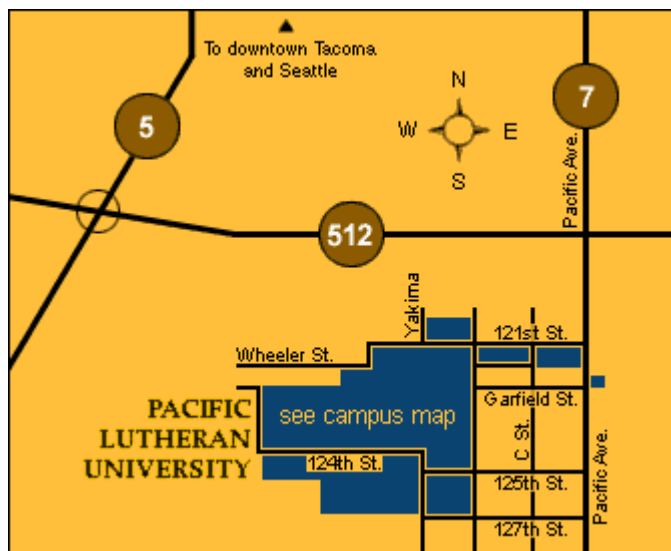 To downtown Tacoma
and Seattle
N
7
5
W
E
S
Pacific Ave.
512
Yakima
121st St.
Wheeler St.
Garfield St.
PACIFIC
LUTHERAN
UNIVERSITY
see campus map
C St.
124th St.
125th St.
Pacific Ave.
127th St.